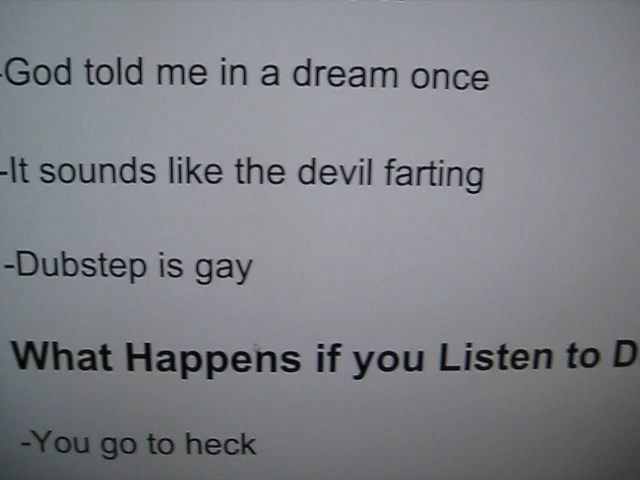 -God told me in a dream once
-It sounds like the devil farting
-Dubstep is gay
What Happens if you Listen to D
-You go to heck